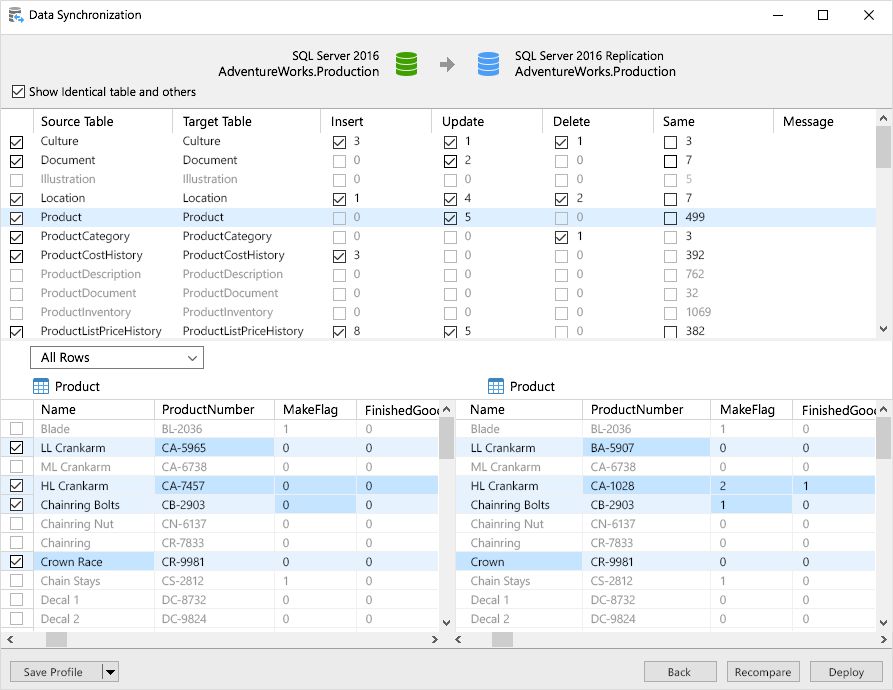 Data Synchronization
SQL Server 2016 SQL Server 2016 Replication
AdventureWorks.Production AdventureWorks.Production
Show Identical table and others
Source Table Target Table Insert Update Delete Same Message
Culture Culture 3 1 1 3
Document Document 0 2 0 7
Illustration Illustration 0 0 0 5
Location Location 1 4 2 7
Product Product 0 5 0 499
ProductCategory ProductCategory 0 0 1 3
ProductCostHistory ProductCostHistory 3 0 0 392
ProductDescription ProductDescription 0 0 0 762
ProductDocument ProductDocument 0 0 0 32
ProductInventory ProductInventory 0 0 0 1069
ProductListPriceHistory ProductListPriceHistory 8 5 0 382
All Rows
Product Product
Name ProductNumber MakeFlag FinishedGoo Name ProductNumber MakeFlag FinishedGoo
Blade BL-2036 1 0 Blade BL-2036 1 0
LL Crankarm CA-5965 0 0 LL Crankarm BA-5907 0 0
ML Crankarm CA-6738 0 0 ML Crankarm CA-6738 0 0
HL Crankarm CA-7457 0 0 HL Crankarm CA-1028 2 1
Chainring Bolts CB-2903 0 0 Chainring Bolts CB-2903 1 0
Chainring Nut CN-6137 0 0 Chainring Nut CN-6137 0 0
Chainring CR-7833 0 0 Chainring CR-7833 0 0
Crown Race CR-9981 0 0 Crown CR-9981 0 0
Chain Stays CS-2812 1 0 Chain Stays CS-2812 1 0
Decal 1 DC-8732 0 0 Decal 1 DC-8732 0 0
Decal 2 DC-9824 0 0 Decal 2 DC-9824 0 0
Save Profile Back Recompare Deploy